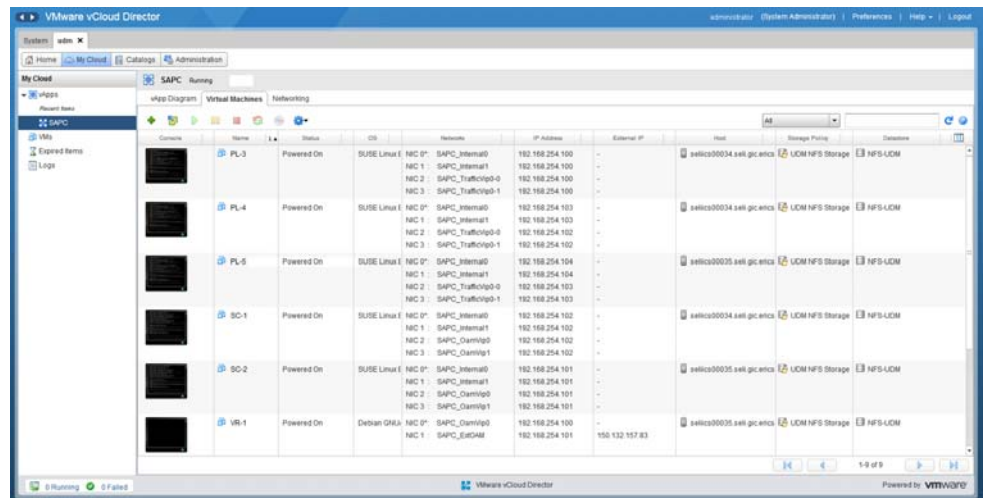 VMware vCloud Director
administrator (System Administrator) | Preferences | Help | Logout
System udm
Home My Cloud Catalogs Administration
My Cloud
SAPC Running
vApps
Recent Items
SAPC
VMs
Expired Items
Logs
vApp Diagram Virtual Machines Networking
All
Console Name 1 Status OS Networks IP Address External IP Host Storage Policy Datastore
PL-3 Powered On SUSE Linux E NIC 0*: SAPC_Internal0 192.168.254.100 - UDM NFS Storage NFS-UDM
NIC 1 : SAPC_Internal1 192.168.254.100 -
NIC 2 : SAPC_TrafficVip0-0 192.168.254.100 -
NIC 3 : SAPC_TrafficVip0-1 192.168.254.100 -
PL-4 Powered On SUSE Linux E NIC 0*: SAPC_Internal0 192.168.254.103 - UDM NFS Storage NFS-UDM
NIC 1 : SAPC_Internal1 192.168.254.103 -
NIC 2 : SAPC_TrafficVip0-0 192.168.254.102 -
NIC 3 : SAPC_TrafficVip0-1 192.168.254.102 -
PL-5 Powered On SUSE Linux E NIC 0*: SAPC_Internal0 192.168.254.104 - UDM NFS Storage NFS-UDM
NIC 1 : SAPC_Internal1 192.168.254.104 -
NIC 2 : SAPC_TrafficVip0-0 192.168.254.103 -
NIC 3 : SAPC_TrafficVip0-1 192.168.254.103 -
SC-1 Powered On SUSE Linux E NIC 0*: SAPC_Internal0 192.168.254.102 - UDM NFS Storage NFS-UDM
NIC 1 : SAPC_Internal1 192.168.254.102 -
NIC 2 : SAPC_OamVip0 192.168.254.102 -
NIC 3 : SAPC_OamVip1 192.168.254.102 -
SC-2 Powered On SUSE Linux E NIC 0*: SAPC_Internal0 192.168.254.101 - UDM NFS Storage NFS-UDM
NIC 1 : SAPC_Internal1 192.168.254.101 -
NIC 2 : SAPC_OamVip0 192.168.254.101 -
NIC 3 : SAPC_OamVip1 192.168.254.101 -
VR-1 Powered On Debian GNU/ NIC 0*: SAPC_OamVip0 192.168.254.100 - UDM NFS Storage NFS-UDM
NIC 1 : SAPC_ExtOAM 192.168.254.101 150.132.157.83
1-9 of 9
0 Running 0 Failed
VMware vCloud Director
Powered by vmware